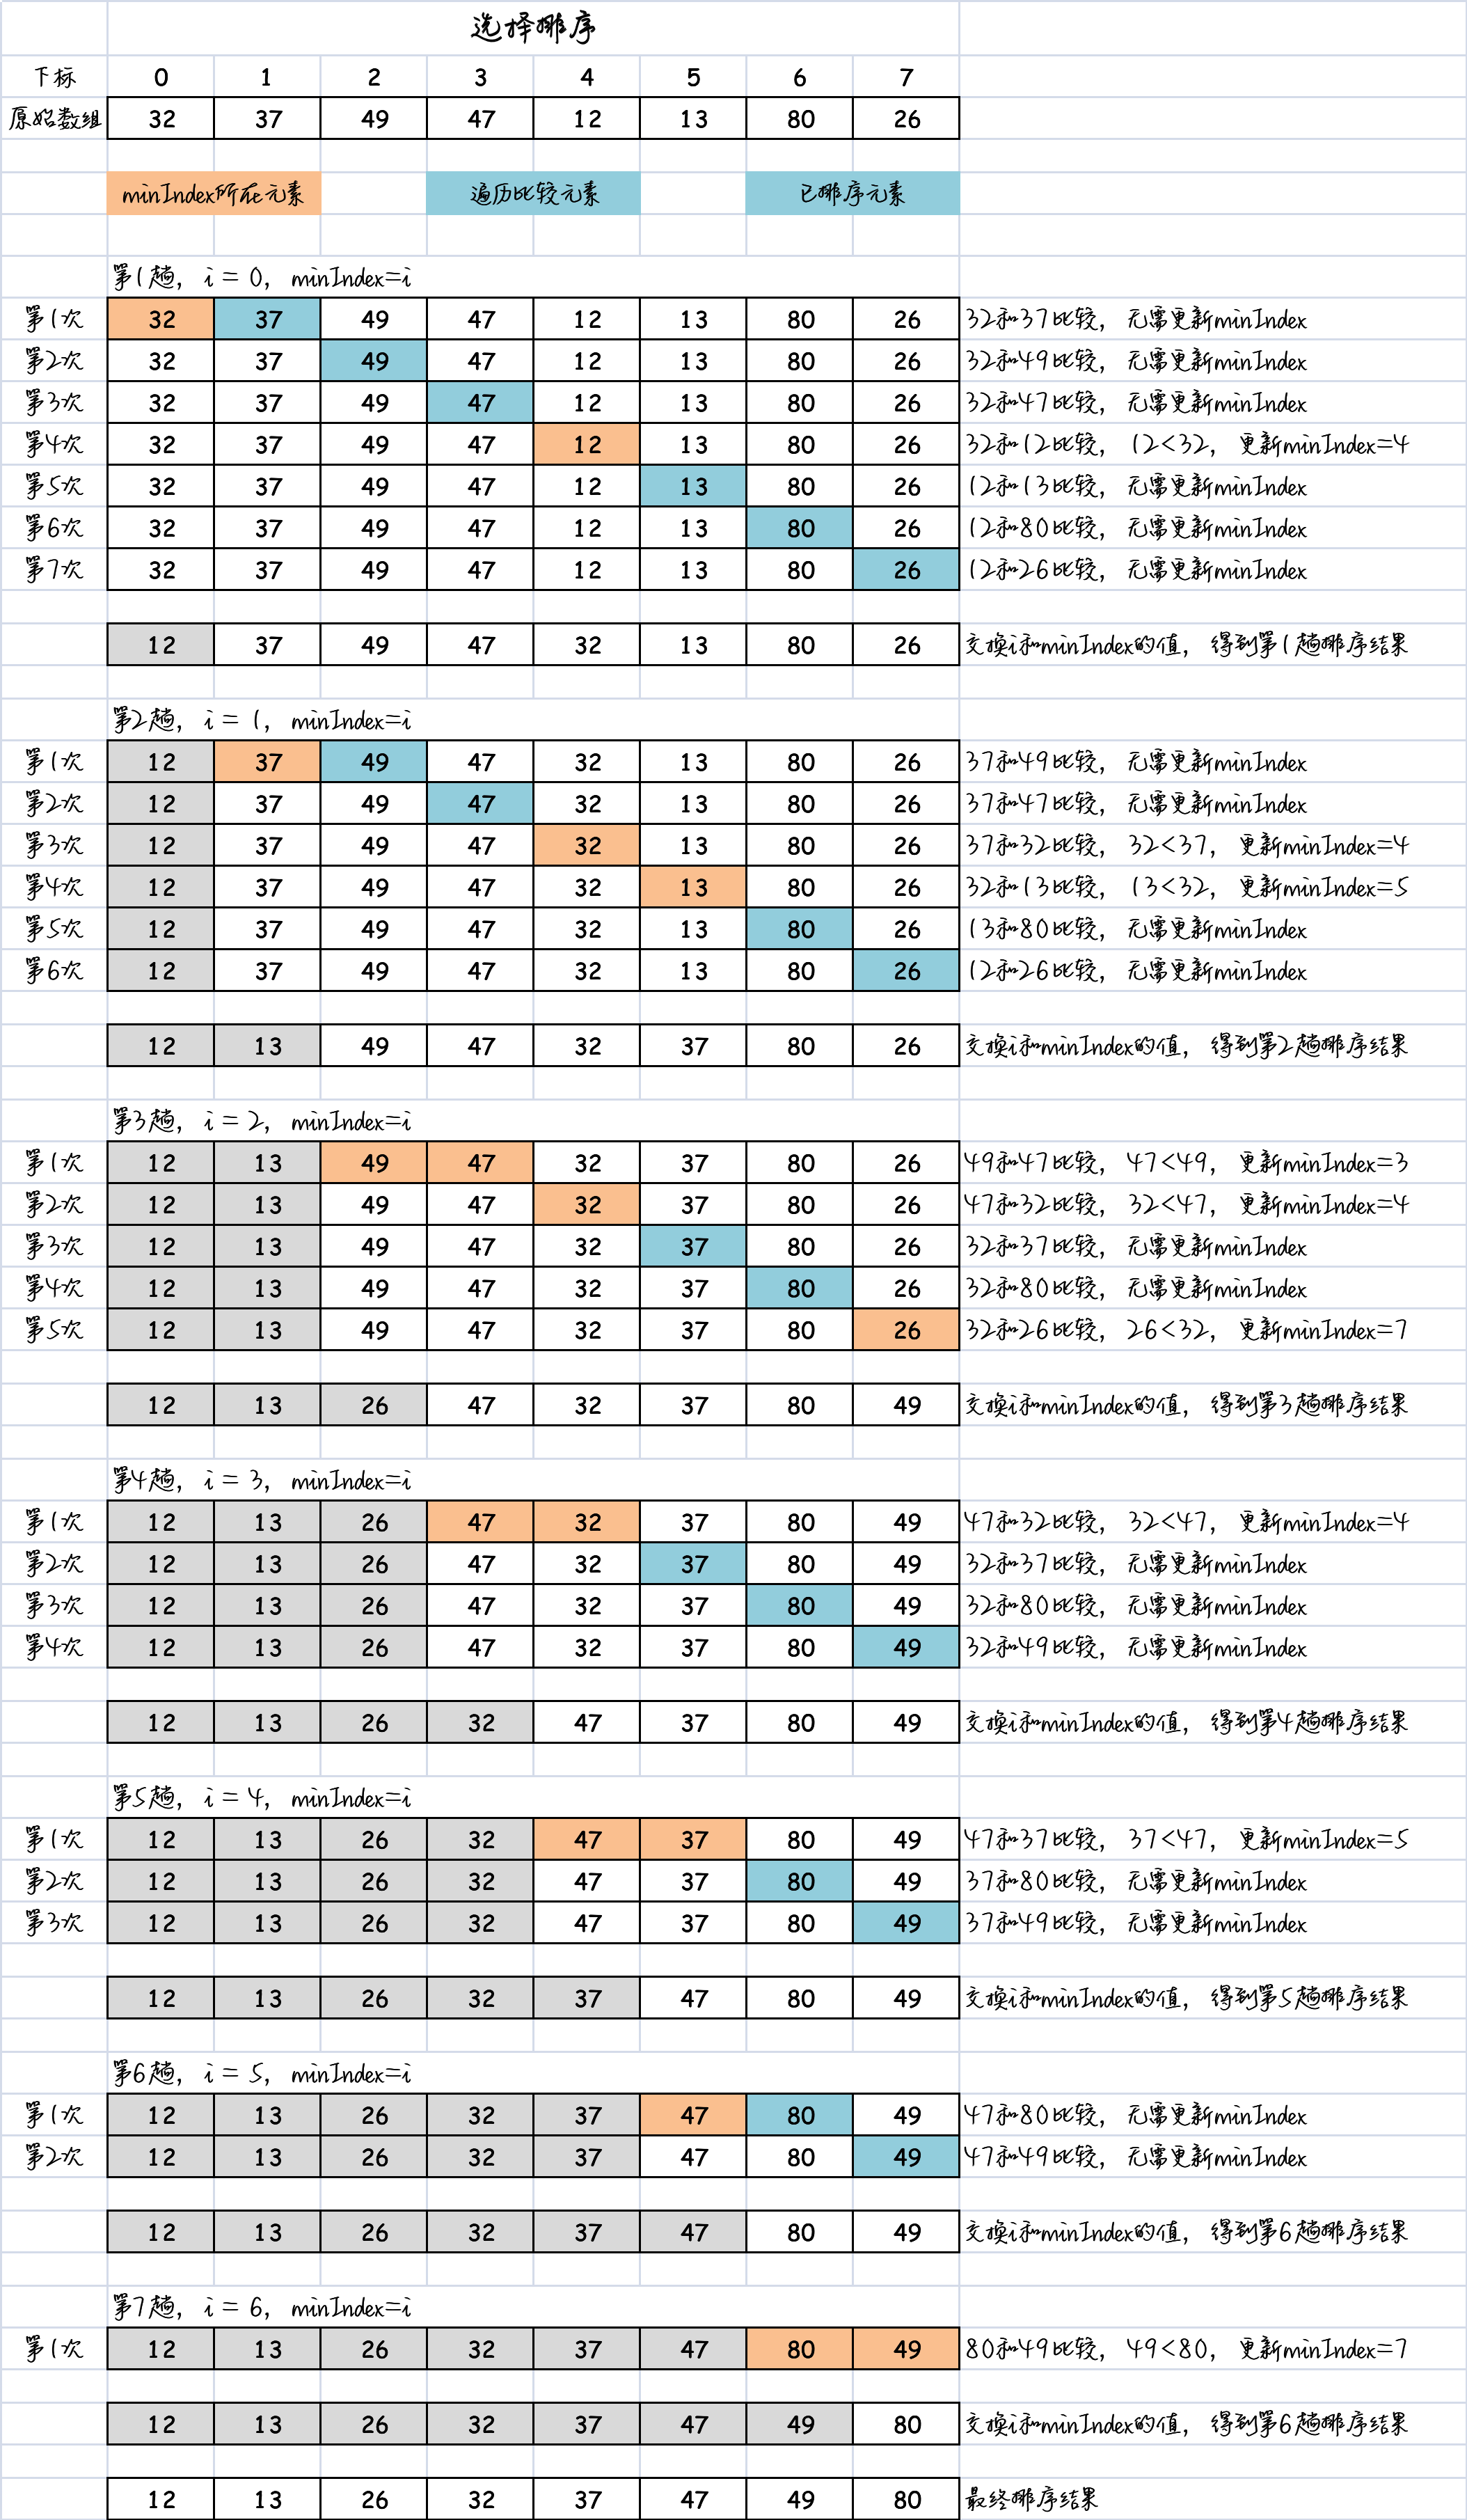 选择排序
下标 0 1 2 3 4 5 6 7
原始数组 32 37 49 47 12 13 80 26
minIndex所在元素 遍历比较元素 已排序元素
第1趟, i = 0, minIndex=i
第1次 32 37 49 47 12 13 80 26 32和37比较, 无需更新minIndex
第2次 32 37 49 47 12 13 80 26 32和49比较, 无需更新minIndex
第3次 32 37 49 47 12 13 80 26 32和47比较, 无需更新minIndex
第4次 32 37 49 47 12 13 80 26 32和12比较, 12<32, 更新minIndex=4
第5次 32 37 49 47 12 13 80 26 12和13比较, 无需更新minIndex
第6次 32 37 49 47 12 13 80 26 12和80比较, 无需更新minIndex
第7次 32 37 49 47 12 13 80 26 12和26比较, 无需更新minIndex
12 37 49 47 32 13 80 26 交换i和minIndex的值, 得到第1趟排序结果
第2趟, i = 1, minIndex=i
第1次 12 37 49 47 32 13 80 26 37和49比较, 无需更新minIndex
第2次 12 37 49 47 32 13 80 26 37和47比较, 无需更新minIndex
第3次 12 37 49 47 32 13 80 26 37和32比较, 32<37, 更新minIndex=4
第4次 12 37 49 47 32 13 80 26 32和13比较, 13<32, 更新minIndex=5
第5次 12 37 49 47 32 13 80 26 13和80比较, 无需更新minIndex
第6次 12 37 49 47 32 13 80 26 12和26比较, 无需更新minIndex
12 13 49 47 32 37 80 26 交换i和minIndex的值, 得到第2趟排序结果
第3趟, i = 2, minIndex=i
第1次 12 13 49 47 32 37 80 26 49和47比较, 47<49, 更新minIndex=3
第2次 12 13 49 47 32 37 80 26 47和32比较, 32<47, 更新minIndex=4
第3次 12 13 49 47 32 37 80 26 32和37比较, 无需更新minIndex
第4次 12 13 49 47 32 37 80 26 32和80比较, 无需更新minIndex
第5次 12 13 49 47 32 37 80 26 32和26比较, 26<32, 更新minIndex=7
12 13 26 47 32 37 80 49 交换i和minIndex的值, 得到第3趟排序结果
第4趟, i = 3, minIndex=i
第1次 12 13 26 47 32 37 80 49 47和32比较, 32<47, 更新minIndex=4
第2次 12 13 26 47 32 37 80 49 32和37比较, 无需更新minIndex
第3次 12 13 26 47 32 37 80 49 32和80比较, 无需更新minIndex
第4次 12 13 26 47 32 37 80 49 32和49比较, 无需更新minIndex
12 13 26 32 47 37 80 49 交换i和minIndex的值, 得到第4趟排序结果
第5趟, i = 4, minIndex=i
第1次 12 13 26 32 47 37 80 49 47和37比较, 37<47, 更新minIndex=5
第2次 12 13 26 32 47 37 80 49 37和80比较, 无需更新minIndex
第3次 12 13 26 32 47 37 80 49 37和49比较, 无需更新minIndex
12 13 26 32 37 47 80 49 交换i和minIndex的值, 得到第5趟排序结果
第6趟, i = 5, minIndex=i
第1次 12 13 26 32 37 47 80 49 47和80比较, 无需更新minIndex
第2次 12 13 26 32 37 47 80 49 47和49比较, 无需更新minIndex
12 13 26 32 37 47 80 49 交换i和minIndex的值, 得到第6趟排序结果
第7趟, i = 6, minIndex=i
第1次 12 13 26 32 37 47 80 49 80和49比较, 49<80, 更新minIndex=7
12 13 26 32 37 47 49 80 交换i和minIndex的值, 得到第6趟排序结果
12 13 26 32 37 47 49 80 最终排序结果